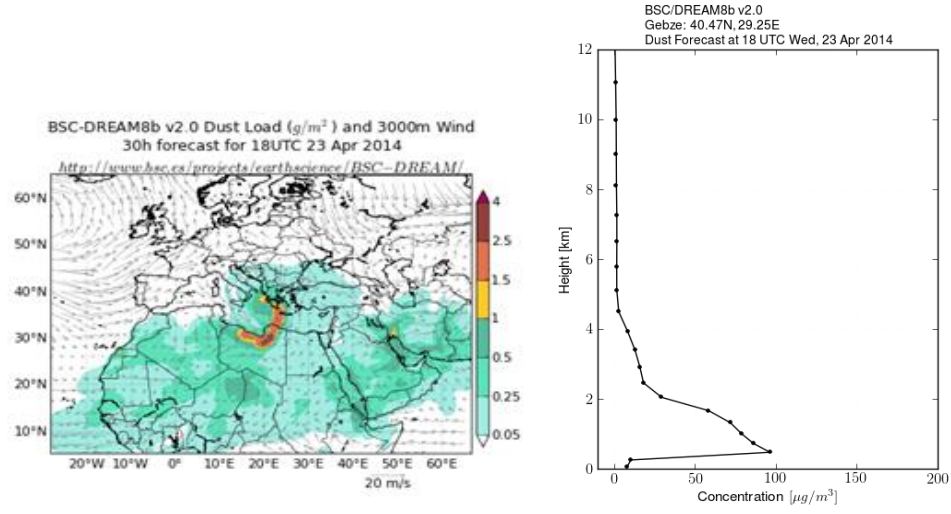 BSC-DREAM8b v2.0 Dust Load (g/m²) and 3000m Wind
30h forecast for 18UTC 23 Apr 2014
http://www.bsc.es/projects/earthscience/BSC-DREAM/
60°N
50°N
40°N
30°N
20°N
10°N
20°W 10°W 0° 10°E 20°E 30°E 40°E 50°E 60°E
20 m/s
4
2.5
1.5
1
0.5
0.25
0.05
BSC/DREAM8b v2.0
Gebze: 40.47N, 29.25E
Dust Forecast at 18 UTC Wed, 23 Apr 2014
12
10
8
6
4
2
0
Height [km]
0 50 100 150 200
Concentration [μg/m³]